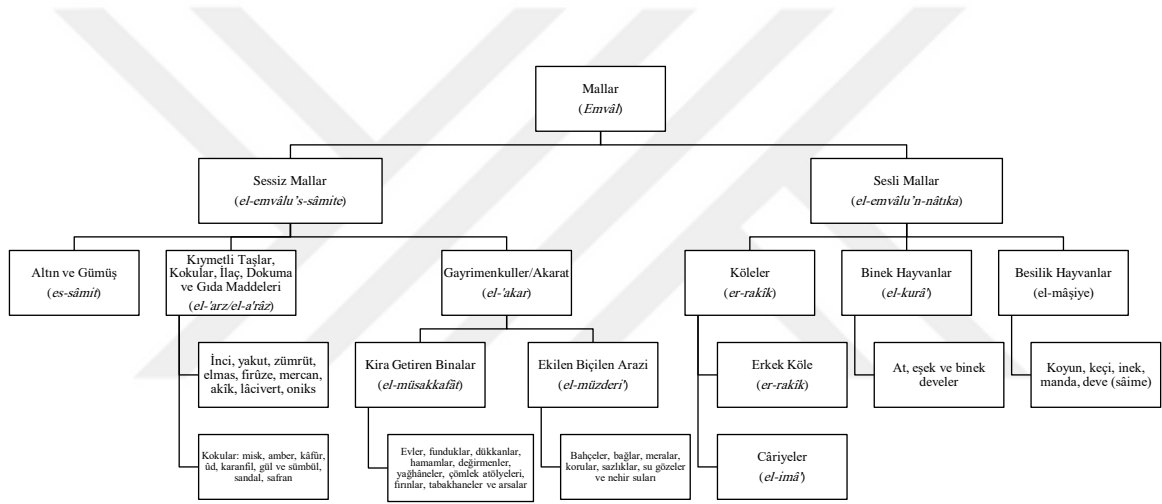 Mallar
(Emvâl)
Sessiz Mallar
(el-emvâlu's-sâmite)
Sesli Mallar
(el-emvâlu'n-nâtıka)
Altın ve Gümüş
(es-sâmit)
Kıymetli Taşlar,
Kokular, İlaç, Dokuma
ve Gıda Maddeleri
(el-'arz/el-a'râz)
Gayrimenkuller/Akarat
(el-'akar)
Köleler
(er-rakîk)
Binek Hayvanlar
(el-kurâ')
Besilik Hayvanlar
(el-mâşiye)
İnci, yakut, zümrüt,
elmas, firûze, mercan,
akîk, lâcivert, oniks
Kira Getiren Binalar
(el-müsakkafât)
Ekilen Biçilen Arazi
(el-müzderi')
Erkek Köle
(er-rakîk)
At, eşek ve binek
develer
Koyun, keçi, inek,
manda, deve (sâime)
Kokular: misk, amber, kâfûr,
ûd, karanfil, gül ve sümbül,
sandal, safran
Evler, funduklar, dükkanlar,
hamamlar, değirmenler,
yağhâneler, çömlek atölyeleri,
fırınlar, tabakhaneler ve arsalar
Bahçeler, bağlar, meralar,
korular, sazlıklar, su gözeler
ve nehir suları
Câriyeler
(el-imâ')